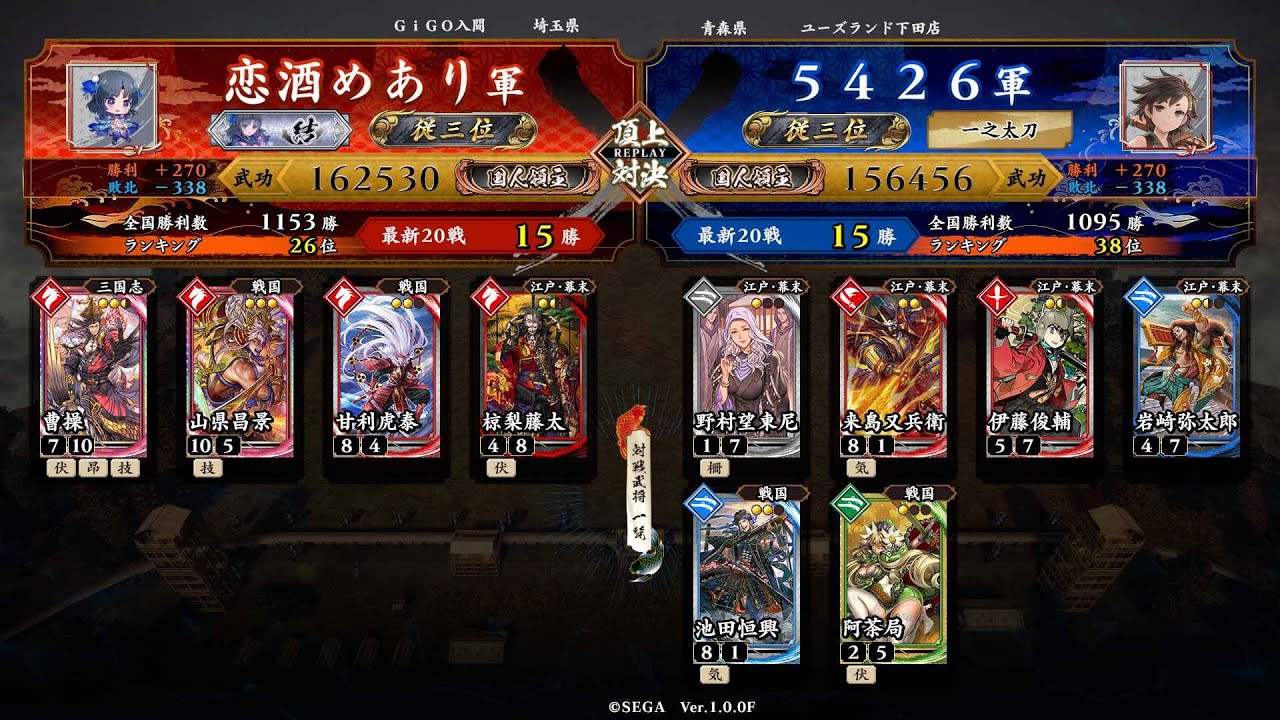 GiGO入間　埼玉県
青森県　ユーズランド下田店
恋酒めあり軍
結
従三位
勝利 +270
敗北 －338
武功 162530
国人領主
全国勝利数 1153勝
ランキング 26位
最新20戦 15勝
頂上
REPLAY
対決
5426軍
従三位
一之太刀
国人領主
156456 武功
勝利 +270
敗北 －338
最新20戦 15勝
全国勝利数 1095勝
ランキング 38位
三国志
曹操
7 10
伏 昂 技
戦国
山県昌景
10 5
技
戦国
甘利虎泰
8 4
江戸・幕末
椋梨藤太
4 8
伏
対戦武将一覧
江戸・幕末
野村望東尼
1 7
柵
江戸・幕末
来島又兵衛
8 1
気
江戸・幕末
伊藤俊輔
5 7
江戸・幕末
岩崎弥太郎
4 7
戦国
池田恒興
8 1
気
戦国
阿茶局
2 5
伏
©SEGA Ver.1.0.0F